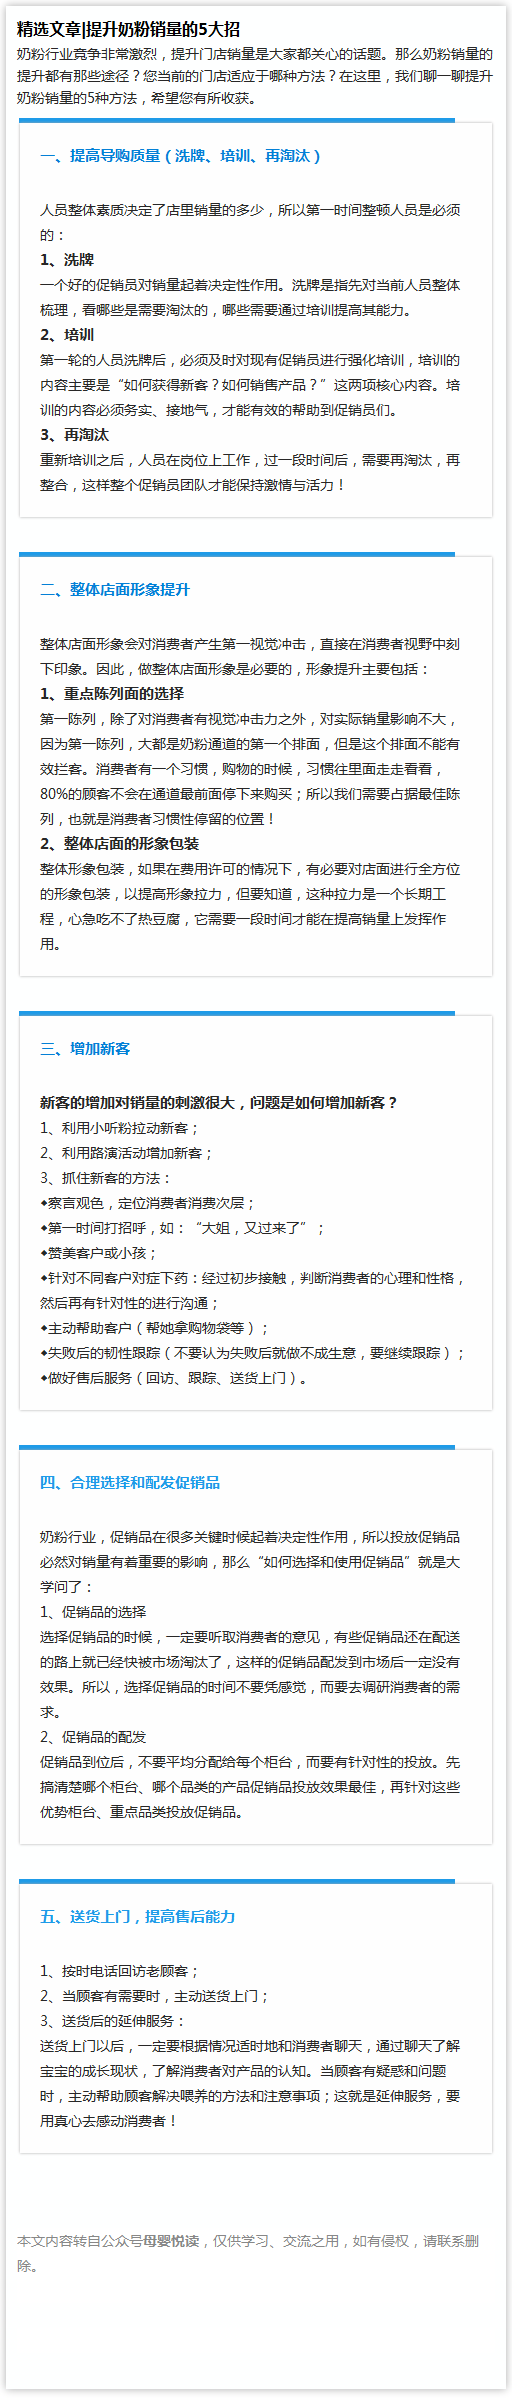 精选文章|提升奶粉销量的5大招
奶粉行业竞争非常激烈，提升门店销量是大家都关心的话题。那么奶粉销量的
提升都有那些途径？您当前的门店适应于哪种方法？在这里，我们聊一聊提升
奶粉销量的5种方法，希望您有所收获。
一、提高导购质量（洗牌、培训、再淘汰）
人员整体素质决定了店里销量的多少，所以第一时间整顿人员是必须
的：
1、洗牌
一个好的促销员对销量起着决定性作用。洗牌是指先对当前人员整体
梳理，看哪些是需要淘汰的，哪些需要通过培训提高其能力。
2、培训
第一轮的人员洗牌后，必须及时对现有促销员进行强化培训，培训的
内容主要是“如何获得新客？如何销售产品？”这两项核心内容。培
训的内容必须务实、接地气，才能有效的帮助到促销员们。
3、再淘汰
重新培训之后，人员在岗位上工作，过一段时间后，需要再淘汰，再
整合，这样整个促销员团队才能保持激情与活力！
二、整体店面形象提升
整体店面形象会对消费者产生第一视觉冲击，直接在消费者视野中刻
下印象。因此，做整体店面形象是必要的，形象提升主要包括：
1、重点陈列面的选择
第一陈列，除了对消费者有视觉冲击力之外，对实际销量影响不大，
因为第一陈列，大都是奶粉通道的第一个排面，但是这个排面不能有
效拦客。消费者有一个习惯，购物的时候，习惯往里面走走看看，
80%的顾客不会在通道最前面停下来购买；所以我们需要占据最佳陈
列，也就是消费者习惯性停留的位置！
2、整体店面的形象包装
整体形象包装，如果在费用许可的情况下，有必要对店面进行全方位
的形象包装，以提高形象拉力，但要知道，这种拉力是一个长期工
程，心急吃不了热豆腐，它需要一段时间才能在提高销量上发挥作
用。
三、增加新客
新客的增加对销量的刺激很大，问题是如何增加新客？
1、利用小听粉拉动新客；
2、利用路演活动增加新客；
3、抓住新客的方法：
◆察言观色，定位消费者消费次层；
◆第一时间打招呼，如：“大姐，又过来了”；
◆赞美客户或小孩；
◆针对不同客户对症下药：经过初步接触，判断消费者的心理和性格，
然后再有针对性的进行沟通；
◆主动帮助客户（帮她拿购物袋等）；
◆失败后的韧性跟踪（不要认为失败后就做不成生意，要继续跟踪）；
◆做好售后服务（回访、跟踪、送货上门）。
四、合理选择和配发促销品
奶粉行业，促销品在很多关键时候起着决定性作用，所以投放促销品
必然对销量有着重要的影响，那么“如何选择和使用促销品”就是大
学问了：
1、促销品的选择
选择促销品的时候，一定要听取消费者的意见，有些促销品还在配送
的路上就已经快被市场淘汰了，这样的促销品配发到市场后一定没有
效果。所以，选择促销品的时间不要凭感觉，而要去调研消费者的需
求。
2、促销品的配发
促销品到位后，不要平均分配给每个柜台，而要有针对性的投放。先
搞清楚哪个柜台、哪个品类的产品促销品投放效果最佳，再针对这些
优势柜台、重点品类投放促销品。
五、送货上门，提高售后能力
1、按时电话回访老顾客；
2、当顾客有需要时，主动送货上门；
3、送货后的延伸服务：
送货上门以后，一定要根据情况适时地和消费者聊天，通过聊天了解
宝宝的成长现状，了解消费者对产品的认知。当顾客有疑惑和问题
时，主动帮助顾客解决喂养的方法和注意事项；这就是延伸服务，要
用真心去感动消费者！
本文内容转自公众号母婴悦读，仅供学习、交流之用，如有侵权，请联系删
除。